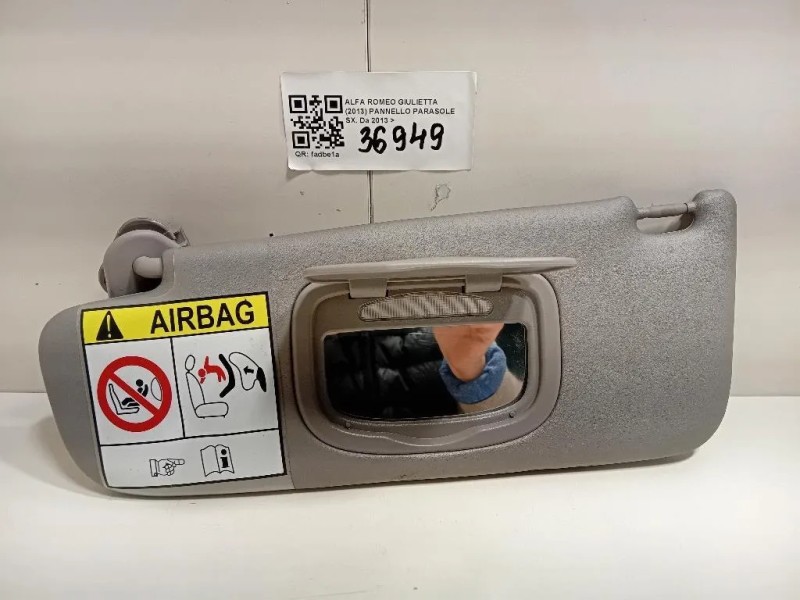 ALFA ROMEO GIULIETTA
(2013) PANNELLO PARASOLE
SX. Da 2013 >
36949
QR: fadbe1a
AIRBAG